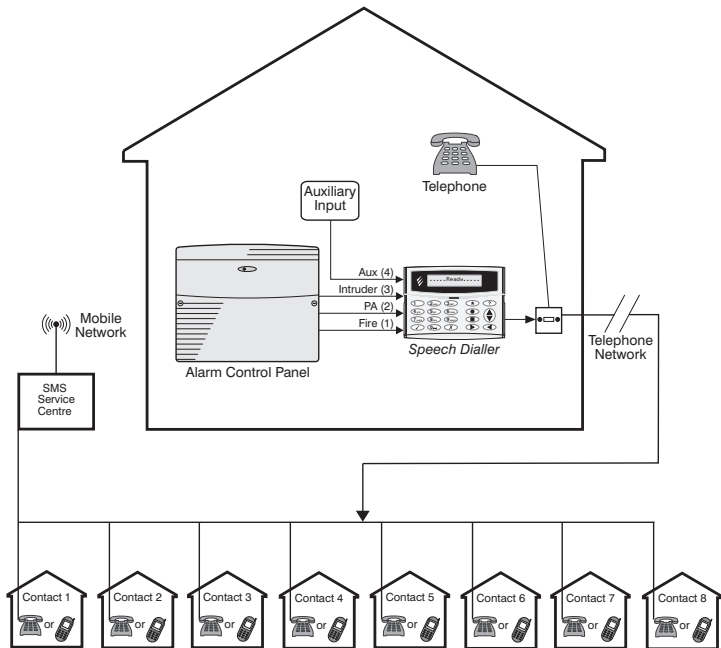 Telephone
Auxiliary
Input
Aux (4)
Intruder (3)
PA (2)
Fire (1)
Ready
Speech Dialler
Alarm Control Panel
Telephone
Network
Mobile
Network
SMS
Service
Centre
Contact 1
or
Contact 2
or
Contact 3
or
Contact 4
or
Contact 5
or
Contact 6
or
Contact 7
or
Contact 8
or